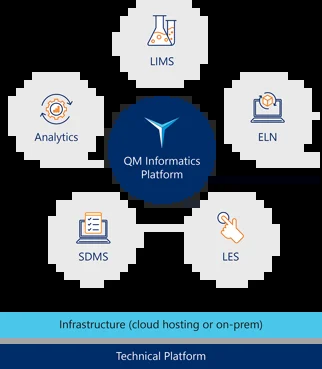 LIMS
Analytics
ELN
QM Informatics
Platform
SDMS
LES
Infrastructure (cloud hosting or on-prem)
Technical Platform